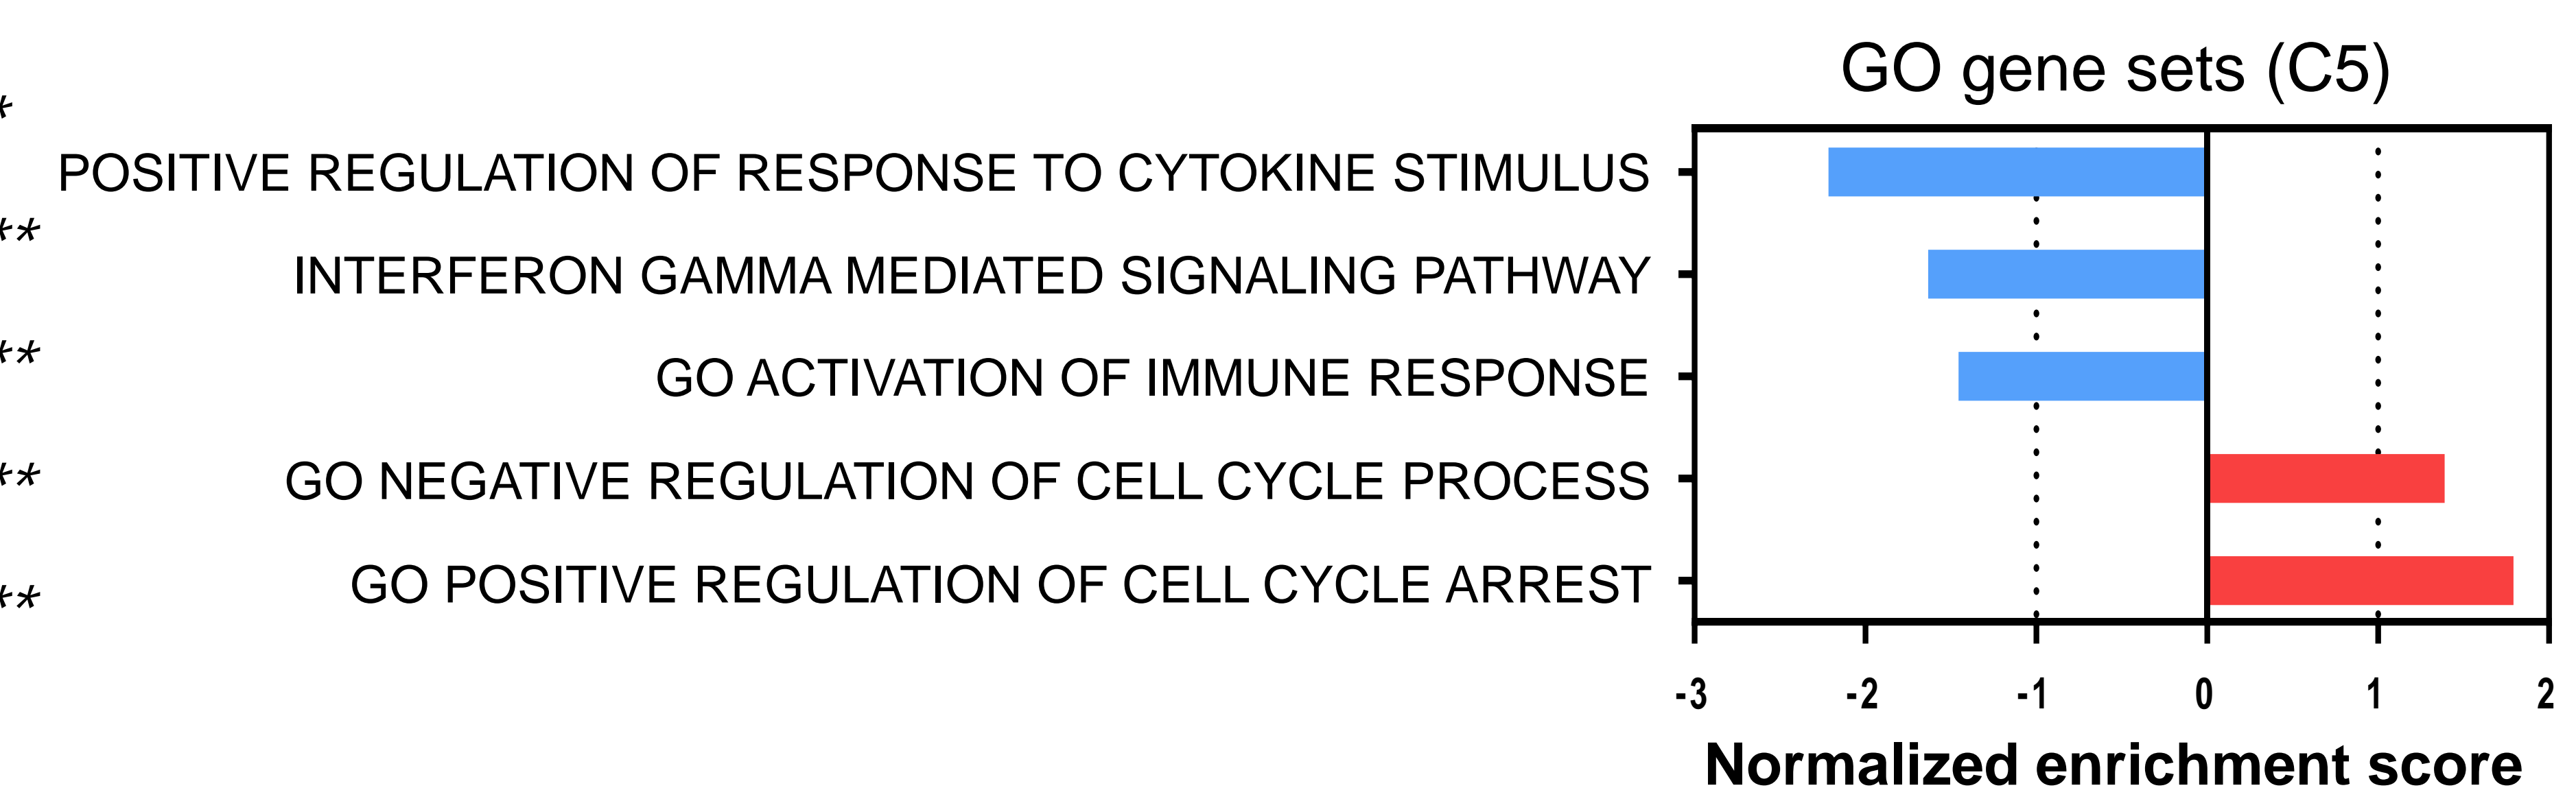 GO gene sets (C5)
*
POSITIVE REGULATION OF RESPONSE TO CYTOKINE STIMULUS
**
INTERFERON GAMMA MEDIATED SIGNALING PATHWAY
**
GO ACTIVATION OF IMMUNE RESPONSE
**
GO NEGATIVE REGULATION OF CELL CYCLE PROCESS
**
GO POSITIVE REGULATION OF CELL CYCLE ARREST
-3 -2 -1 0 1 2
Normalized enrichment score